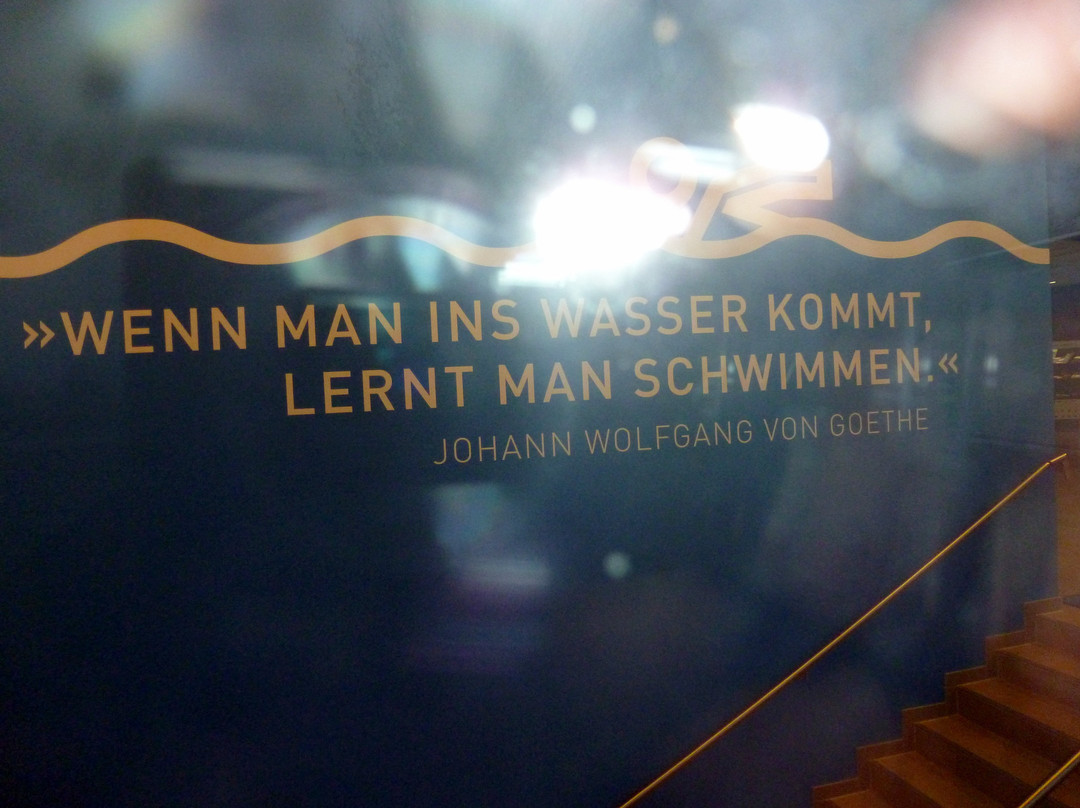 »WENN MAN INS WASSER KOMMT,
LERNT MAN SCHWIMMEN.«
JOHANN WOLFGANG VON GOETHE